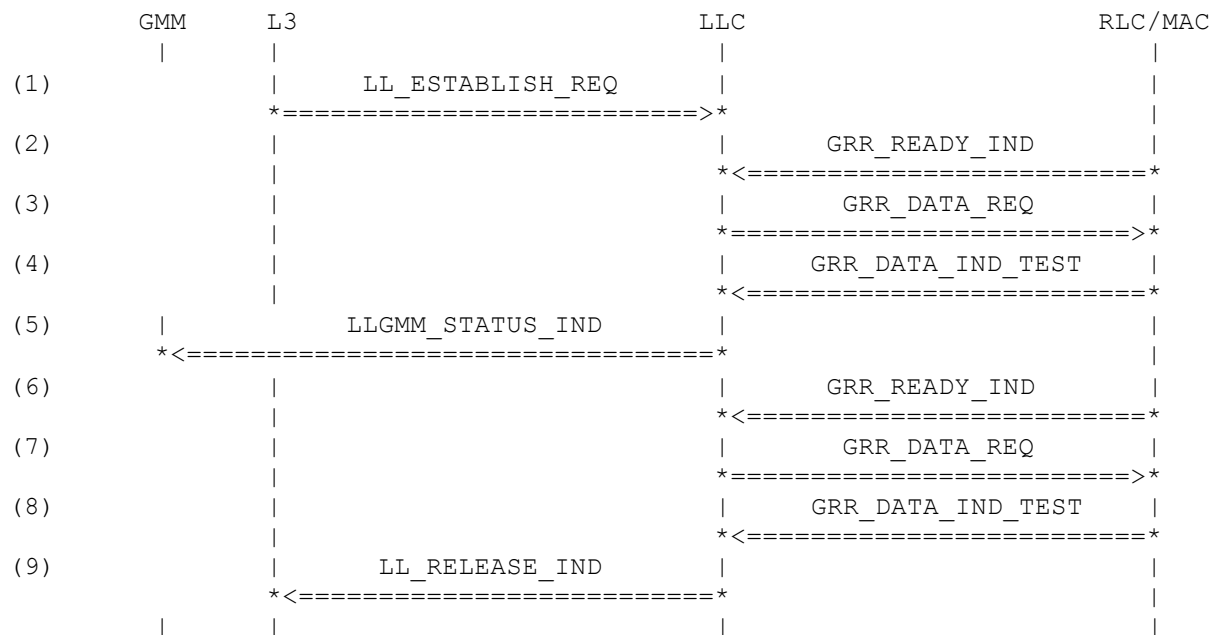 GMM L3 LLC RLC/MAC
(1) LL_ESTABLISH_REQ
(2) GRR_READY_IND
(3) GRR_DATA_REQ
(4) GRR_DATA_IND_TEST
(5) LLGMM_STATUS_IND
(6) GRR_READY_IND
(7) GRR_DATA_REQ
(8) GRR_DATA_IND_TEST
(9) LL_RELEASE_IND